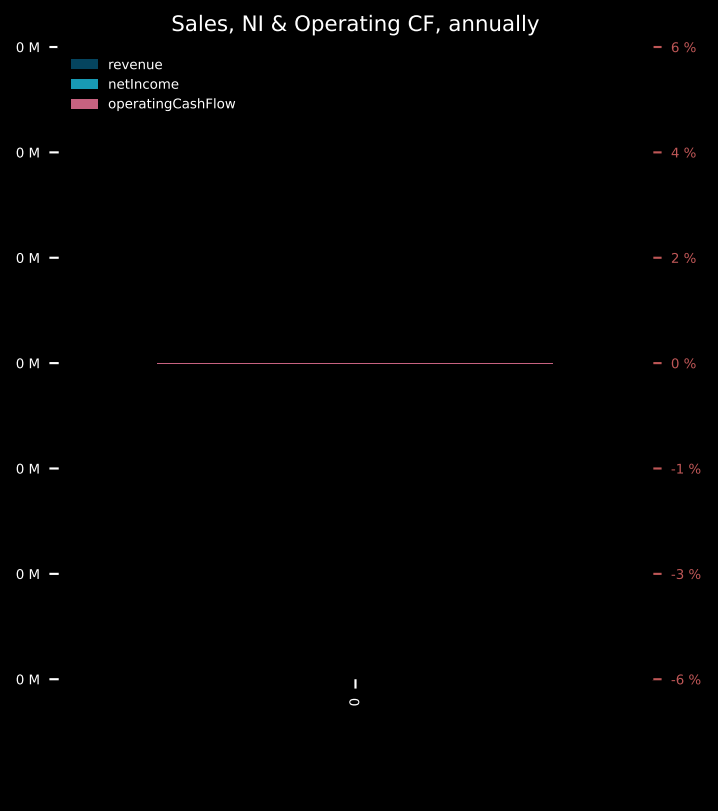 Sales, NI & Operating CF, annually
0 M
6 %
revenue
netIncome
operatingCashFlow
0 M
4 %
0 M
2 %
0 M
0 %
0 M
-1 %
0 M
-3 %
0 M
-6 %
0